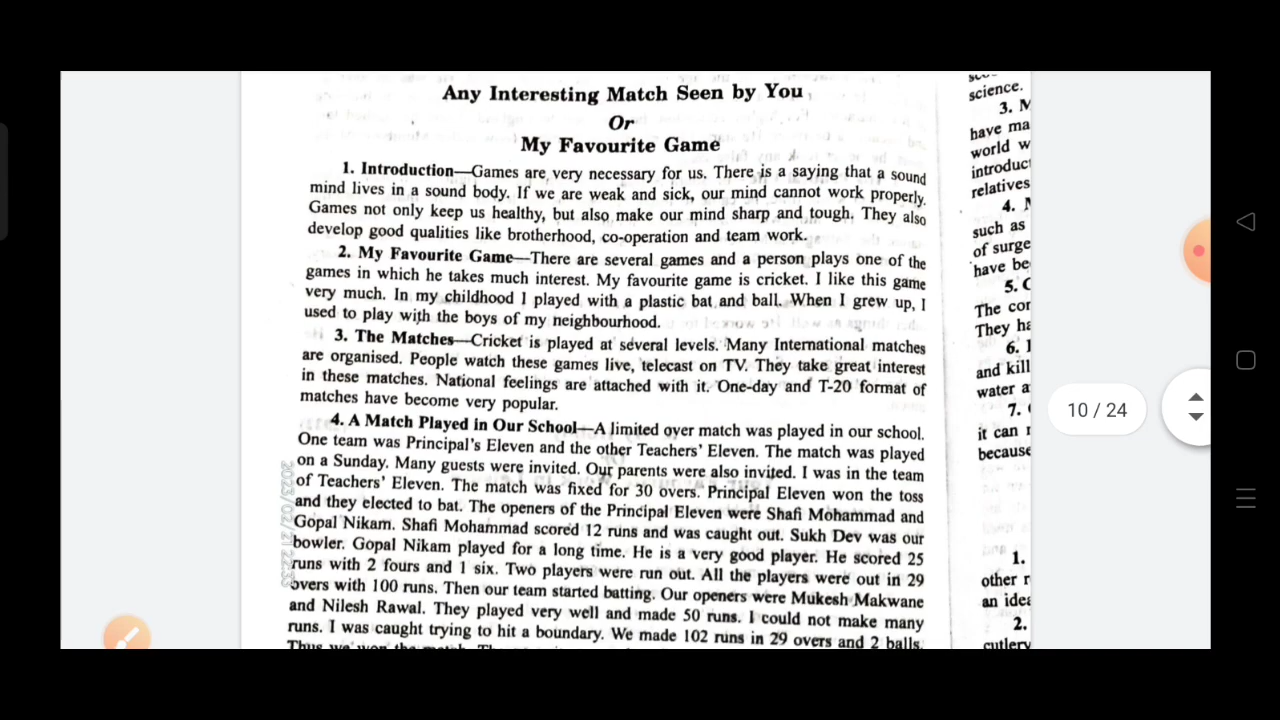 Any Interesting Match Seen by You
Or
My Favourite Game
1. Introduction—Games are very necessary for us. There is a saying that a sound
mind lives in a sound body. If we are weak and sick, our mind cannot work properly.
Games not only keep us healthy, but also make our mind sharp and tough. They also
develop good qualities like brotherhood, co-operation and team work.
2. My Favourite Game—There are several games and a person plays one of the
games in which he takes much interest. My favourite game is cricket. I like this game
very much. In my childhood I played with a plastic bat and ball. When I grew up, I
used to play with the boys of my neighbourhood.
3. The Matches—Cricket is played at several levels. Many International matches
are organised. People watch these games live, telecast on TV. They take great interest
in these matches. National feelings are attached with it. One-day and T-20 format of
matches have become very popular.
4. A Match Played in Our School—A limited over match was played in our school.
One team was Principal's Eleven and the other Teachers' Eleven. The match was played
on a Sunday. Many guests were invited. Our parents were also invited. I was in the team
of Teachers' Eleven. The match was fixed for 30 overs. Principal Eleven won the toss
and they elected to bat. The openers of the Principal Eleven were Shafi Mohammad and
Gopal Nikam. Shafi Mohammad scored 12 runs and was caught out. Sukh Dev was our
bowler. Gopal Nikam played for a long time. He is a very good player. He scored 25
runs with 2 fours and 1 six. Two players were run out. All the players were out in 29
overs with 100 runs. Then our team started batting. Our openers were Mukesh Makwane
and Nilesh Rawal. They played very well and made 50 runs. I could not make many
runs. I was caught trying to hit a boundary. We made 102 runs in 29 overs and 2 balls.
Thus we won the match.
science.
3. M
have ma
world w
introduct
relatives
4. M
such as
of surge
have be
5. C
The cor
They ha
6. I
and kill
water a
7.
it can
because
1.
other r
an idea
2.
cutlery
10 / 24
2023/02/21 22:33